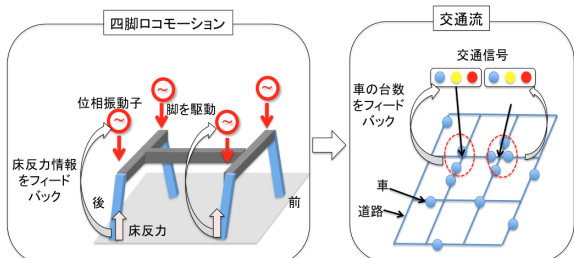 四脚ロコモーション
位相振動子
脚を駆動
床反力情報
をフィード
バック
後
前
床反力
交通流
交通信号
車の台数
をフィード
バック
車
道路